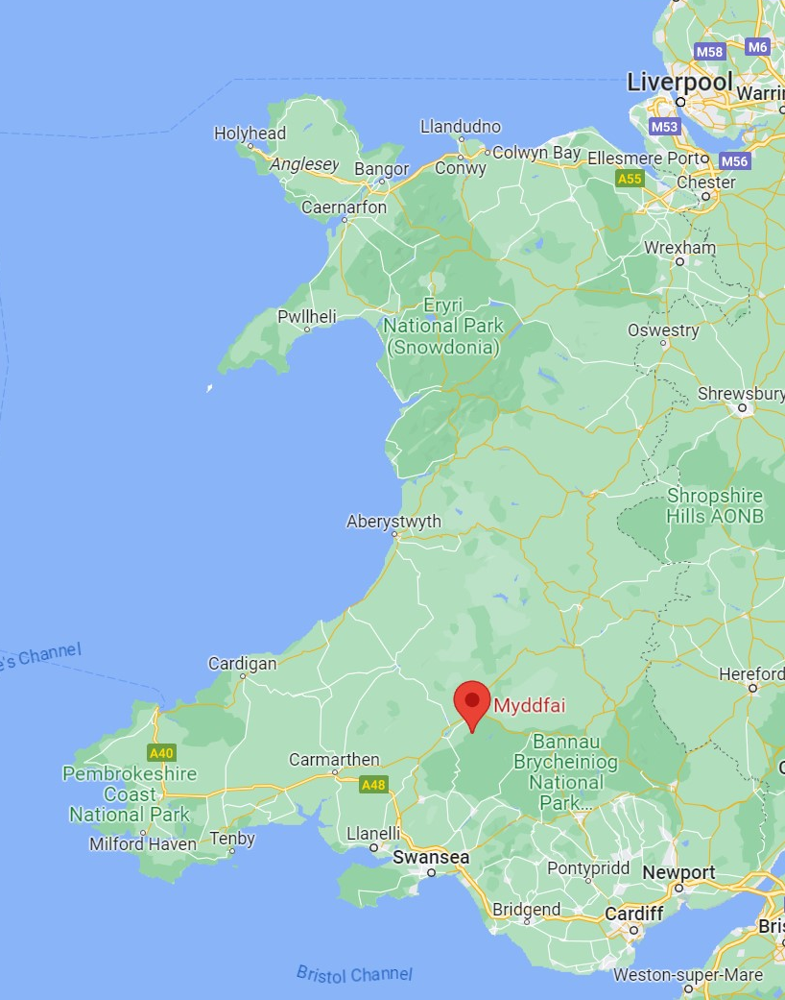 M58
M6
Liverpool
Warrin
M53
Holyhead
Llandudno
Anglesey
Bangor
Conwy
Colwyn Bay
Ellesmere Port
M56
A55
Chester
Caernarfon
Wrexham
Pwllheli
Eryri
National Park
(Snowdonia)
Oswestry
Shrewsbury
Shropshire
Hills AONB
Aberystwyth
e's Channel
Cardigan
Hereford
Myddfai
A40
Pembrokeshire
Coast
National Park
Carmarthen
A48
Bannau
Brycheiniog
National
Park...
Milford Haven
Tenby
Llanelli
Swansea
Pontypridd
Newport
Bridgend
Cardiff
Bris
Bristol Channel
Weston-super-Mare